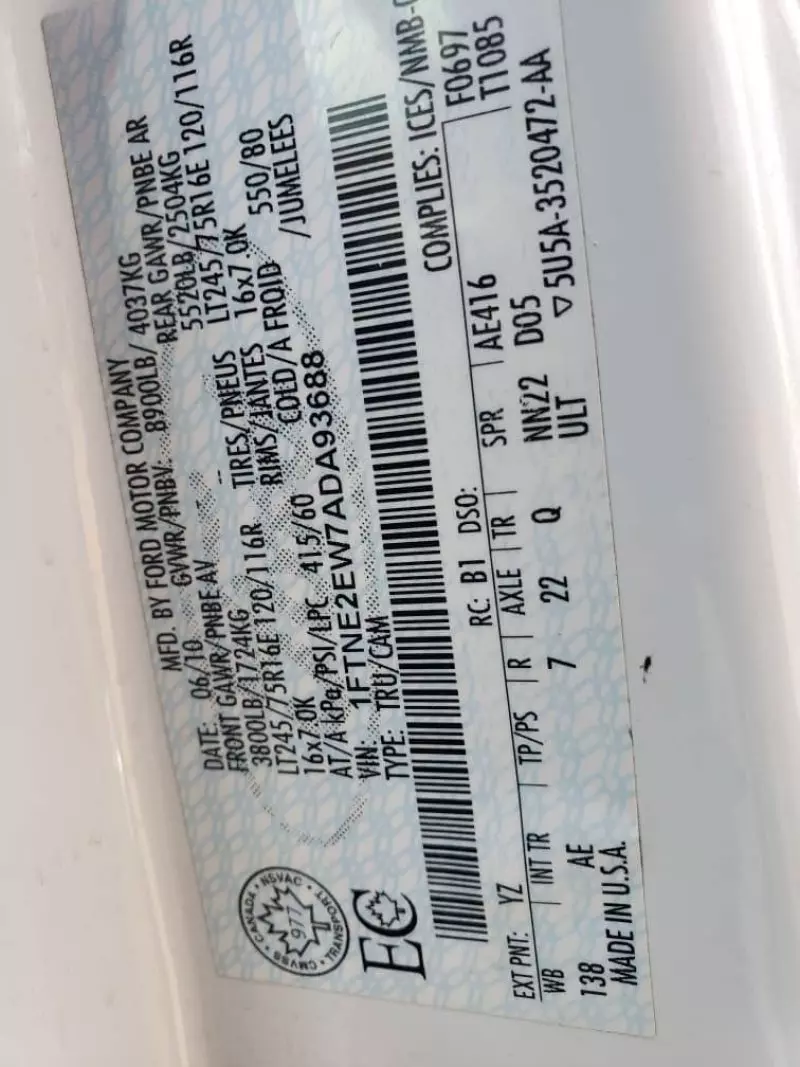 MFD. BY FORD MOTOR COMPANY
DATE: 06/10 GVWR/PNBV. 8900LB/ 4037KG
FRONT GAWR/PNBE AV -- REAR GAWR/PNBE AR
3800LB/1724KG 5520LB/2504KG
LT245/75R16E 120/116R TIRES/PNEUS LT245/75R16E 120/116R
16x7.0K RIMS/JANTES 16x7.0K
AT/A kPa/PSI/LPC 415/60 COLD/A FROID 550/80
VIN: 1FTNE2EW7ADA93688 /JUMELEES
TYPE: TRU/CAM
CANADA • NSVAC • TRANSPORT • CMVSS •
977
EC
COMPLIES: ICES/NMB-
F0697
T1085
RC: B1 DSO:
EXT PNT: YZ
WB INT TR TP/PS R AXLE TR SPR AE416
138 AE 7 22 Q NN22 D05
ULT
MADE IN U.S.A. ▽5U5A-3520472-AA